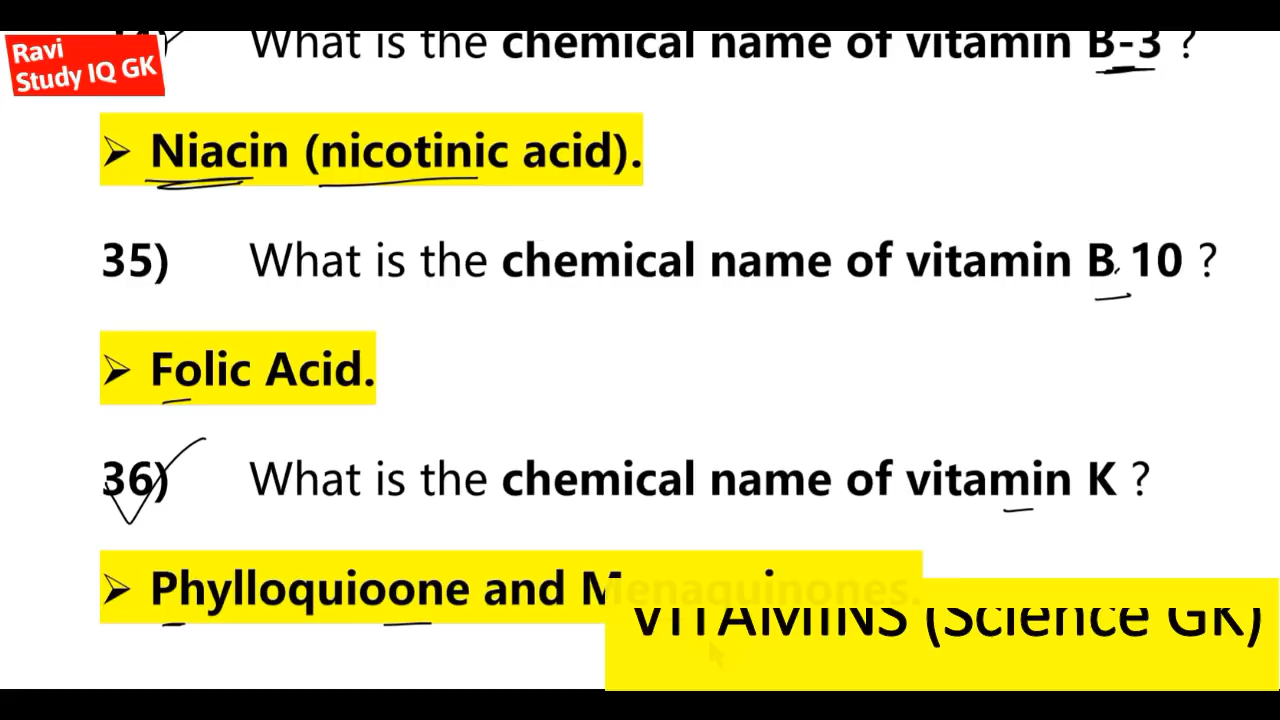 Ravi
Study IQ GK
What is the chemical name of vitamin B-3 ?
➢ Niacin (nicotinic acid).
35) What is the chemical name of vitamin B 10 ?
➢ Folic Acid.
36) What is the chemical name of vitamin K ?
➢ Phylloquioone and Menaquinones.
VITAMINS (Science GK)